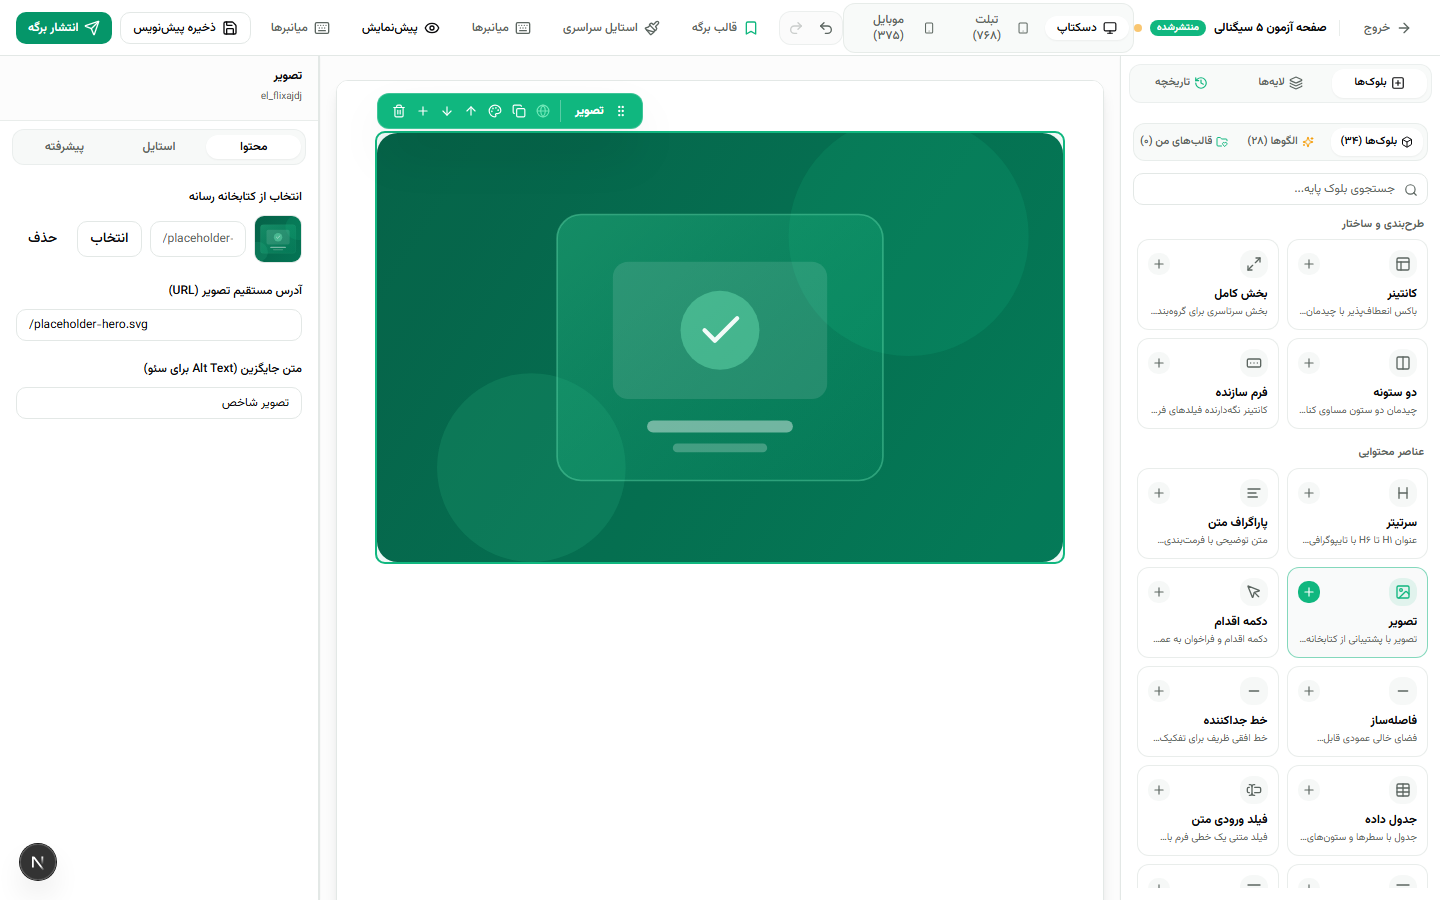 خروج
صفحه آزمون ۵ سیگنالی
منتشرشده
دسکتاپ
تبلت (۷۶۸)
موبایل (۳۷۵)
قالب برگه
استایل سراسری
میانبرها
پیش‌نمایش
میانبرها
ذخیره پیش‌نویس
انتشار برگه
بلوک‌ها
لایه‌ها
تاریخچه
بلوک‌ها (۳۴)
الگوها (۲۸)
قالب‌های من (۰)
جستجوی بلوک پایه...
طرح‌بندی و ساختار
کانتینر
باکس انعطاف‌پذیر با چیدمان...
بخش کامل
بخش سرتاسری برای گروه‌بند...
دو ستونه
چیدمان دو ستون مساوی کنا...
فرم سازنده
کانتینر نگه‌دارنده فیلدهای فر...
عناصر محتوایی
سرتیتر
عنوان H1 تا H۶ با تایپوگرافی...
پاراگراف متن
متن توضیحی با فرمت‌بندی...
تصویر
تصویر با پشتیبانی از کتابخانه...
دکمه اقدام
دکمه اقدام و فراخوان به عمـ...
فاصله‌ساز
فضای خالی عمودی قابل...
خط جداکننده
خط افقی ظریف برای تفکیک...
جدول داده
جدول با سطرها و ستون‌های...
فیلد ورودی متن
فیلد متنی یک خطی فرم با...
تصویر
تصویر
el_flixajdj
محتوا
استایل
پیشرفته
انتخاب از کتابخانه رسانه
/placeholder-
انتخاب
حذف
آدرس مستقیم تصویر (URL)
/placeholder-hero.svg
متن جایگزین (Alt Text برای سئو)
تصویر شاخص
N